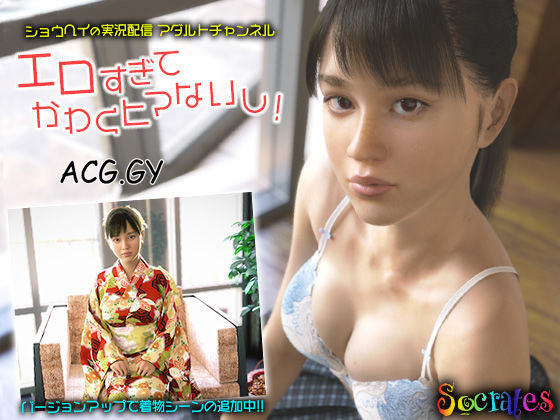 ショウヘイの実況配信 アダルトチャンネル
エロすぎて
かわくヒマないし!
ACG.GY
バージョンアップで着物シーンの追加中!!
Socrates